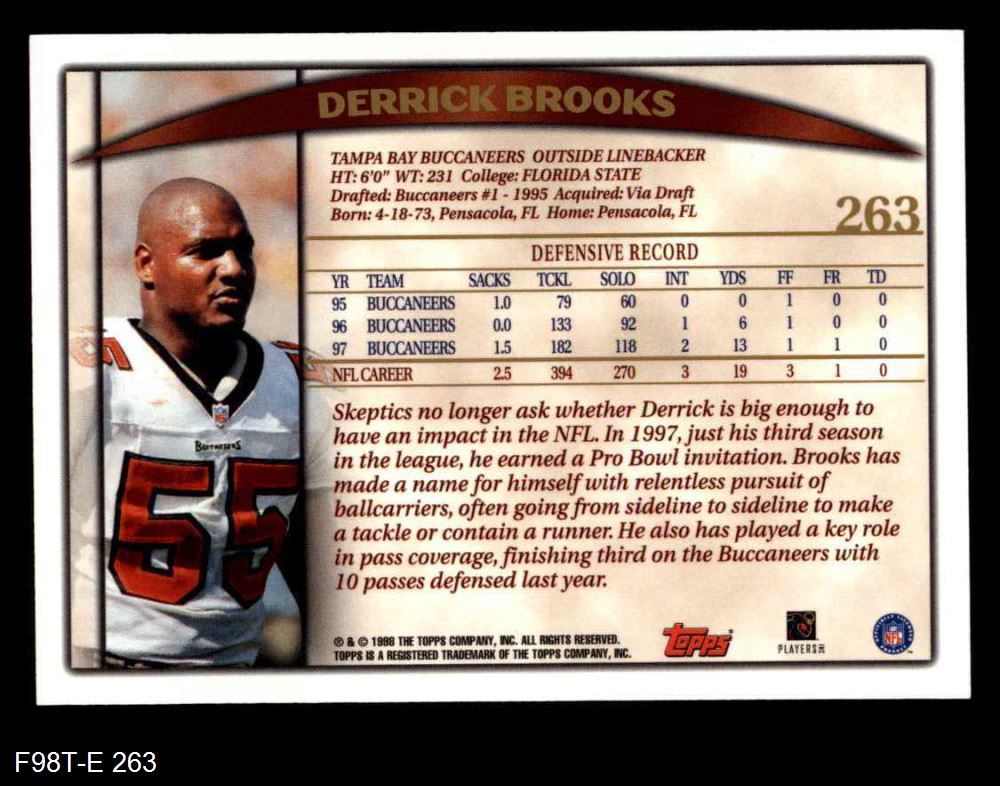 DERRICK BROOKS
TAMPA BAY BUCCANEERS OUTSIDE LINEBACKER
HT: 6'0" WT: 231 College: FLORIDA STATE
Drafted: Buccaneers #1 - 1995 Acquired: Via Draft
Born: 4-18-73, Pensacola, FL Home: Pensacola, FL
263
DEFENSIVE RECORD
YR TEAM SACKS TCKL SOLO INT YDS FF FR TD
95 BUCCANEERS 1.0 79 60 0 0 1 0 0
96 BUCCANEERS 0.0 133 92 1 6 1 0 0
97 BUCCANEERS 1.5 182 118 2 13 1 1 0
NFL CAREER 2.5 394 270 3 19 3 1 0
Skeptics no longer ask whether Derrick is big enough to
have an impact in the NFL. In 1997, just his third season
in the league, he earned a Pro Bowl invitation. Brooks has
made a name for himself with relentless pursuit of
ballcarriers, often going from sideline to sideline to make
a tackle or contain a runner. He also has played a key role
in pass coverage, finishing third on the Buccaneers with
10 passes defensed last year.
55
Buccaneers
55
® & © 1998 THE TOPPS COMPANY, INC. ALL RIGHTS RESERVED.
TOPPS IS A REGISTERED TRADEMARK OF THE TOPPS COMPANY, INC.
Topps
PLAYERS
NFL
F98T-E 263